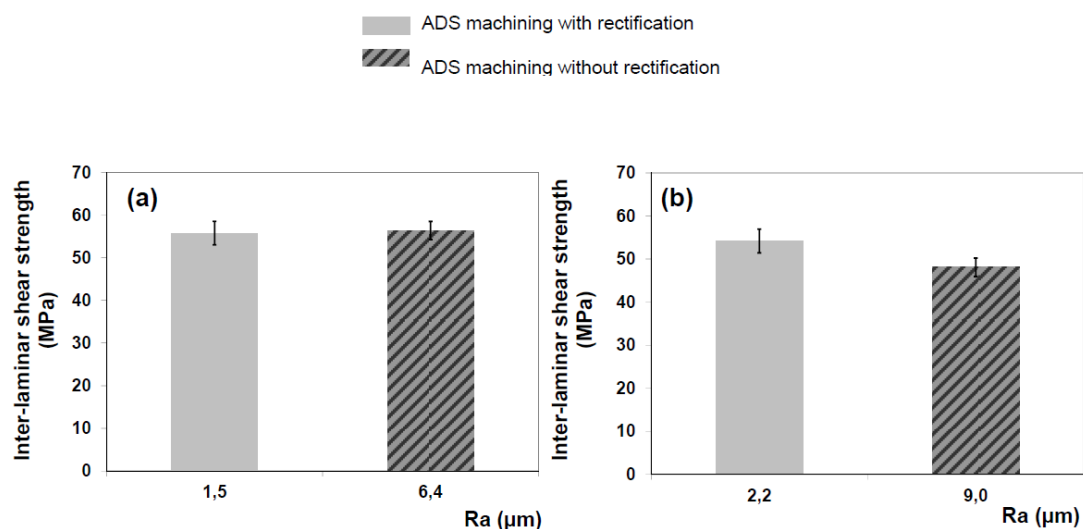 ADS machining with rectification
ADS machining without rectification
(a)
Inter-laminar shear strength
(MPa)
70
60
50
40
30
20
10
0
1,5
6,4
Ra (µm)
(b)
Inter-laminar shear strength
(MPa)
70
60
50
40
30
20
10
0
2,2
9,0
Ra (µm)